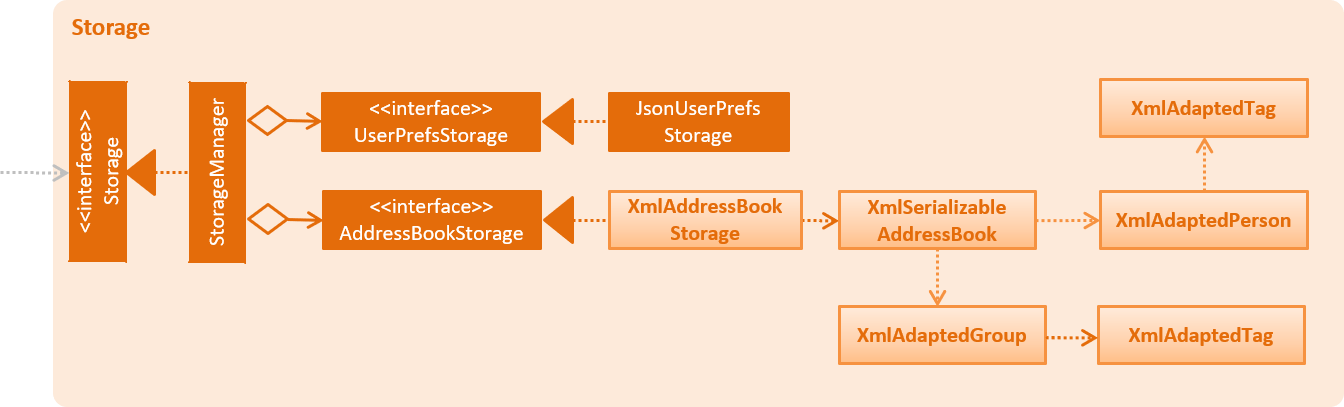 Storage
<<interface>>
Storage
StorageManager
<<interface>>
UserPrefsStorage
JsonUserPrefs
Storage
<<interface>>
AddressBookStorage
XmlAddressBook
Storage
XmlSerializable
AddressBook
XmlAdaptedTag
XmlAdaptedPerson
XmlAdaptedGroup
XmlAdaptedTag